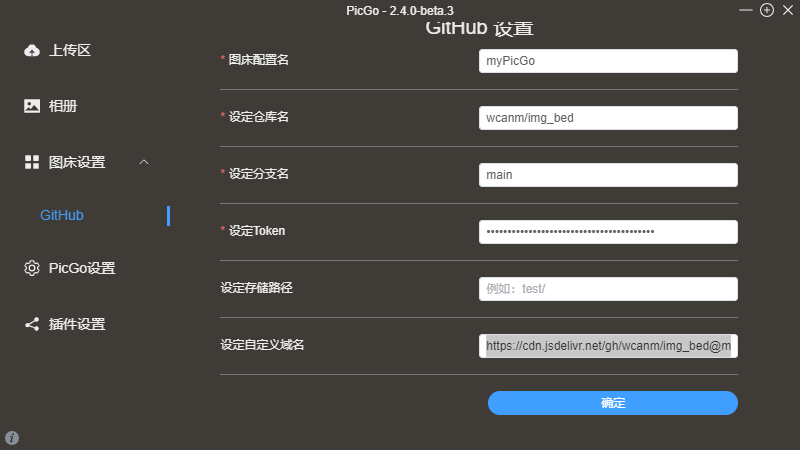 PicGo - 2.4.0-beta.3
GitHub 设置
上传区
相册
图床设置
GitHub
PicGo设置
插件设置
* 图床配置名
myPicGo
* 设定仓库名
wcanm/img_bed
* 设定分支名
main
* 设定Token
设定存储路径
例如：test/
设定自定义域名
https://cdn.jsdelivr.net/gh/wcanm/img_bed@m
确定